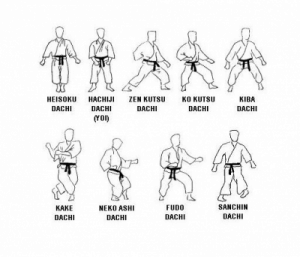 HEISOKU DACHI
HACHIJI DACHI (YOI)
ZEN KUTSU DACHI
KO KUTSU DACHI
KIBA DACHI
KAKE DACHI
NEKO ASHI DACHI
FUDO DACHI
SANCHIN DACHI